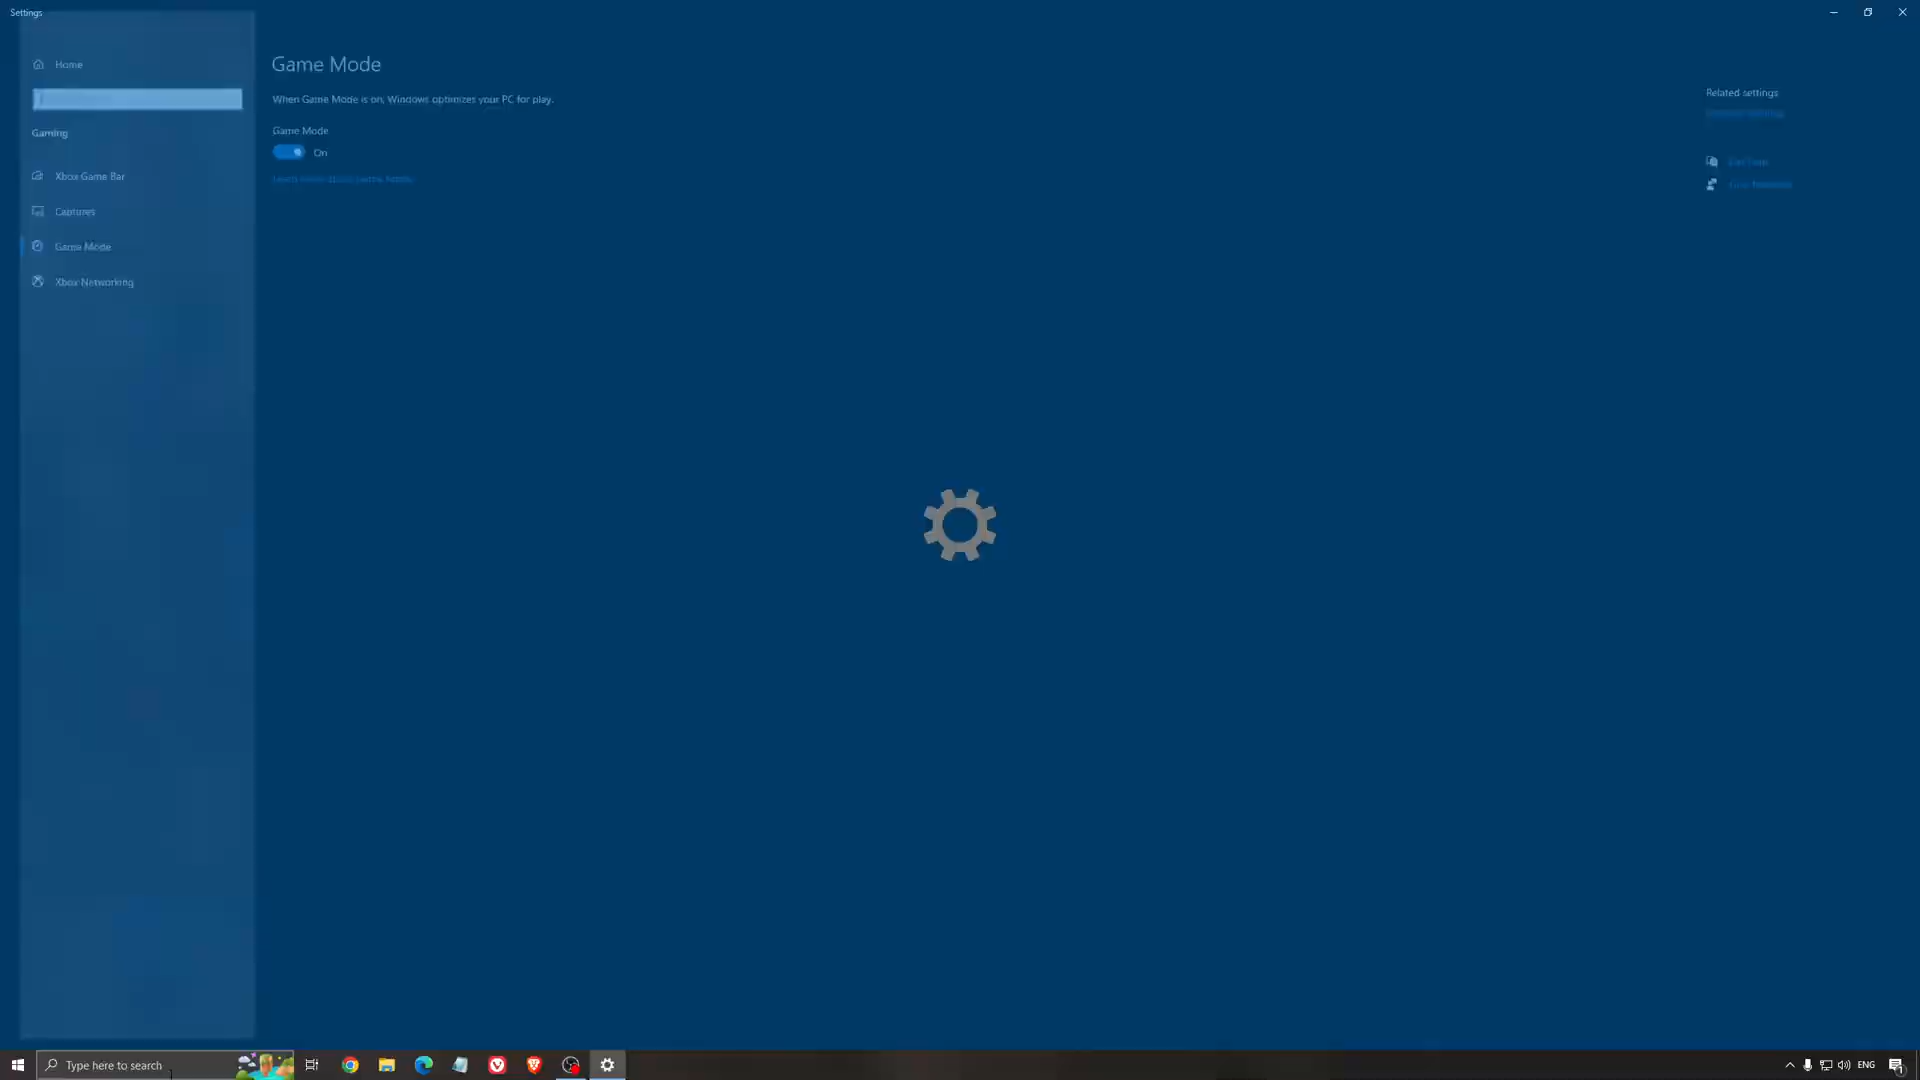 Settings
Home
Gaming
Xbox Game Bar
Captures
Game Mode
Xbox Networking
Game Mode
When Game Mode is on, Windows optimizes your PC for play.
Game Mode
On
Related settings
Type here to search
ENG
1